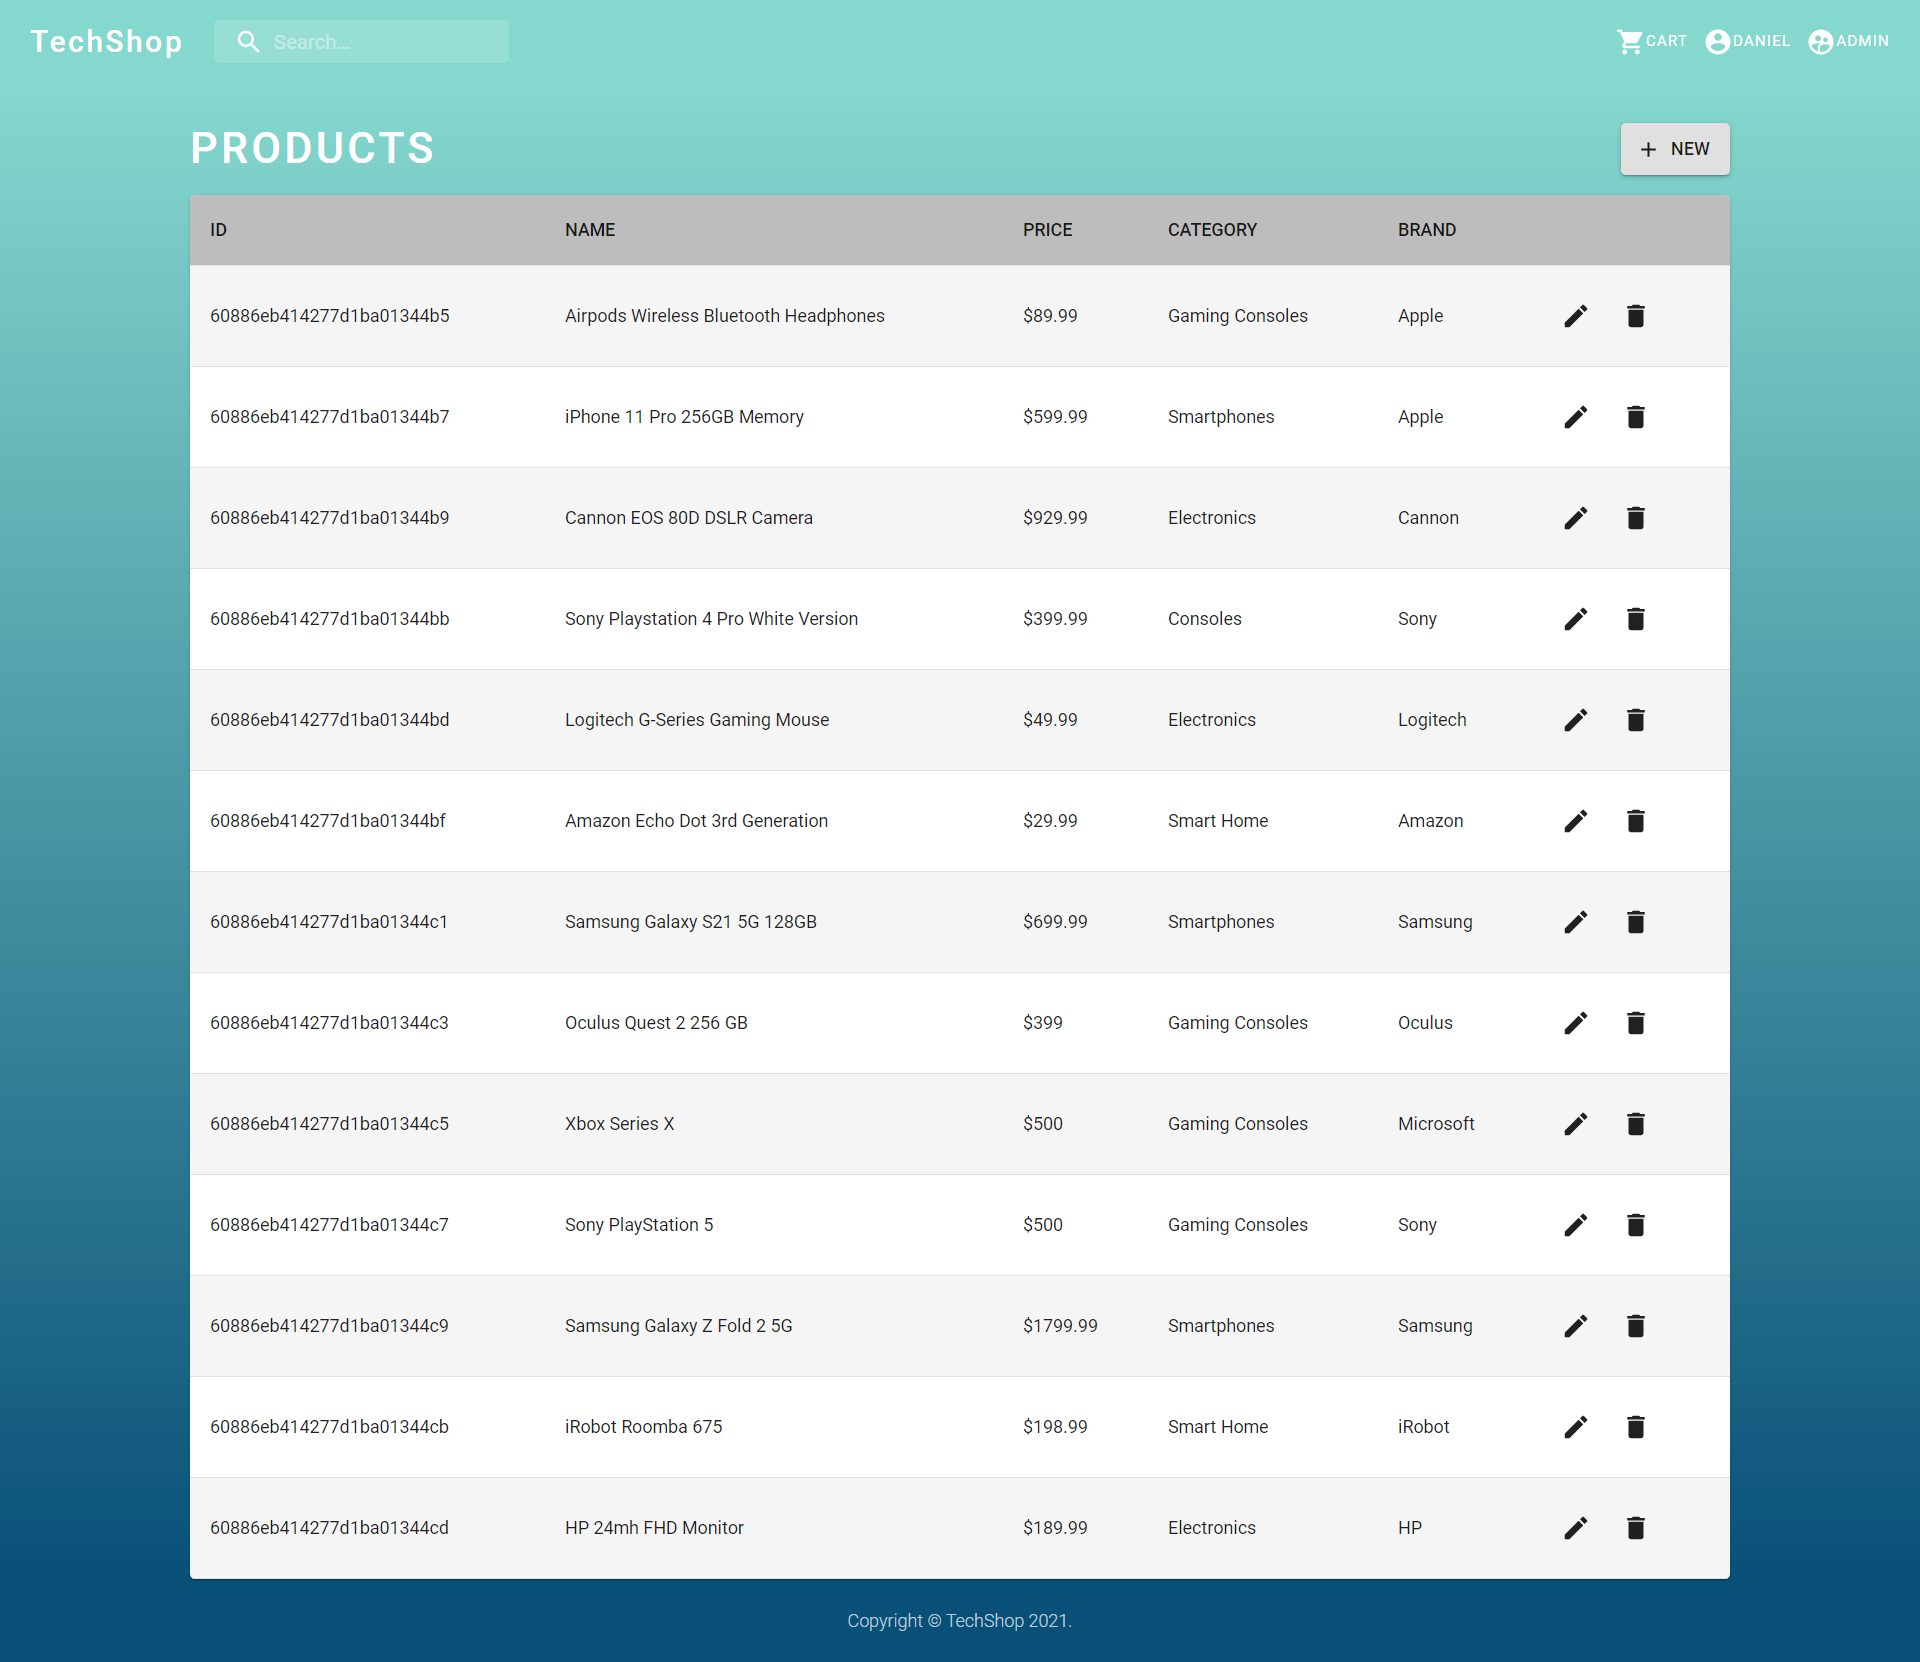 TechShop Search... CART DANIEL ADMIN
PRODUCTS NEW
ID NAME PRICE CATEGORY BRAND
60886eb414277d1ba01344b5 Airpods Wireless Bluetooth Headphones $89.99 Gaming Consoles Apple
60886eb414277d1ba01344b7 iPhone 11 Pro 256GB Memory $599.99 Smartphones Apple
60886eb414277d1ba01344b9 Cannon EOS 80D DSLR Camera $929.99 Electronics Cannon
60886eb414277d1ba01344bb Sony Playstation 4 Pro White Version $399.99 Consoles Sony
60886eb414277d1ba01344bd Logitech G-Series Gaming Mouse $49.99 Electronics Logitech
60886eb414277d1ba01344bf Amazon Echo Dot 3rd Generation $29.99 Smart Home Amazon
60886eb414277d1ba01344c1 Samsung Galaxy S21 5G 128GB $699.99 Smartphones Samsung
60886eb414277d1ba01344c3 Oculus Quest 2 256 GB $399 Gaming Consoles Oculus
60886eb414277d1ba01344c5 Xbox Series X $500 Gaming Consoles Microsoft
60886eb414277d1ba01344c7 Sony PlayStation 5 $500 Gaming Consoles Sony
60886eb414277d1ba01344c9 Samsung Galaxy Z Fold 2 5G $1799.99 Smartphones Samsung
60886eb414277d1ba01344cb iRobot Roomba 675 $198.99 Smart Home iRobot
60886eb414277d1ba01344cd HP 24mh FHD Monitor $189.99 Electronics HP
Copyright © TechShop 2021.